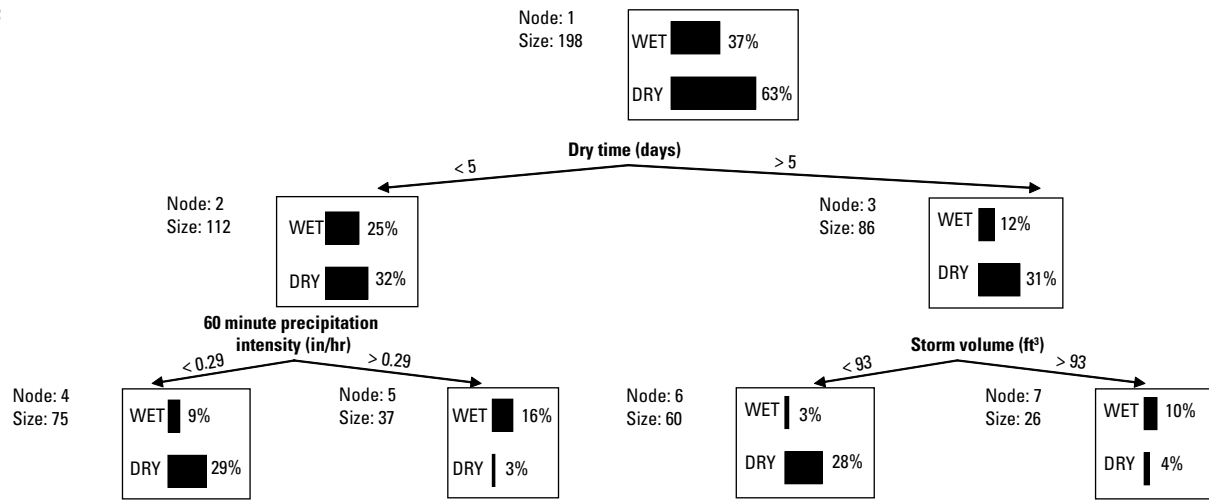 Node: 1
Size: 198
WET 37%
DRY 63%
Dry time (days)
< 5
> 5
Node: 2
Size: 112
WET 25%
DRY 32%
Node: 3
Size: 86
WET 12%
DRY 31%
60 minute precipitation
intensity (in/hr)
< 0.29
> 0.29
Storm volume (ft³)
< 93
> 93
Node: 4
Size: 75
WET 9%
DRY 29%
Node: 5
Size: 37
WET 16%
DRY 3%
Node: 6
Size: 60
WET 3%
DRY 28%
Node: 7
Size: 26
WET 10%
DRY 4%